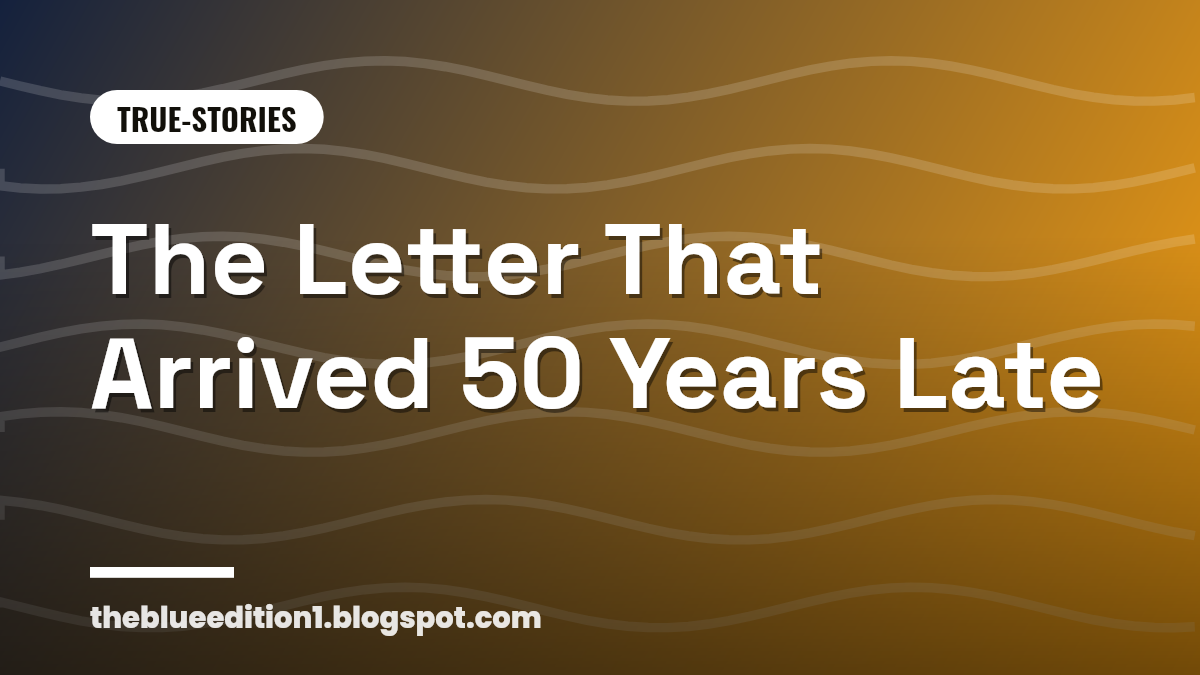 TRUE-STORIES
The Letter That
Arrived 50 Years Late
theblueedition1.blogspot.com